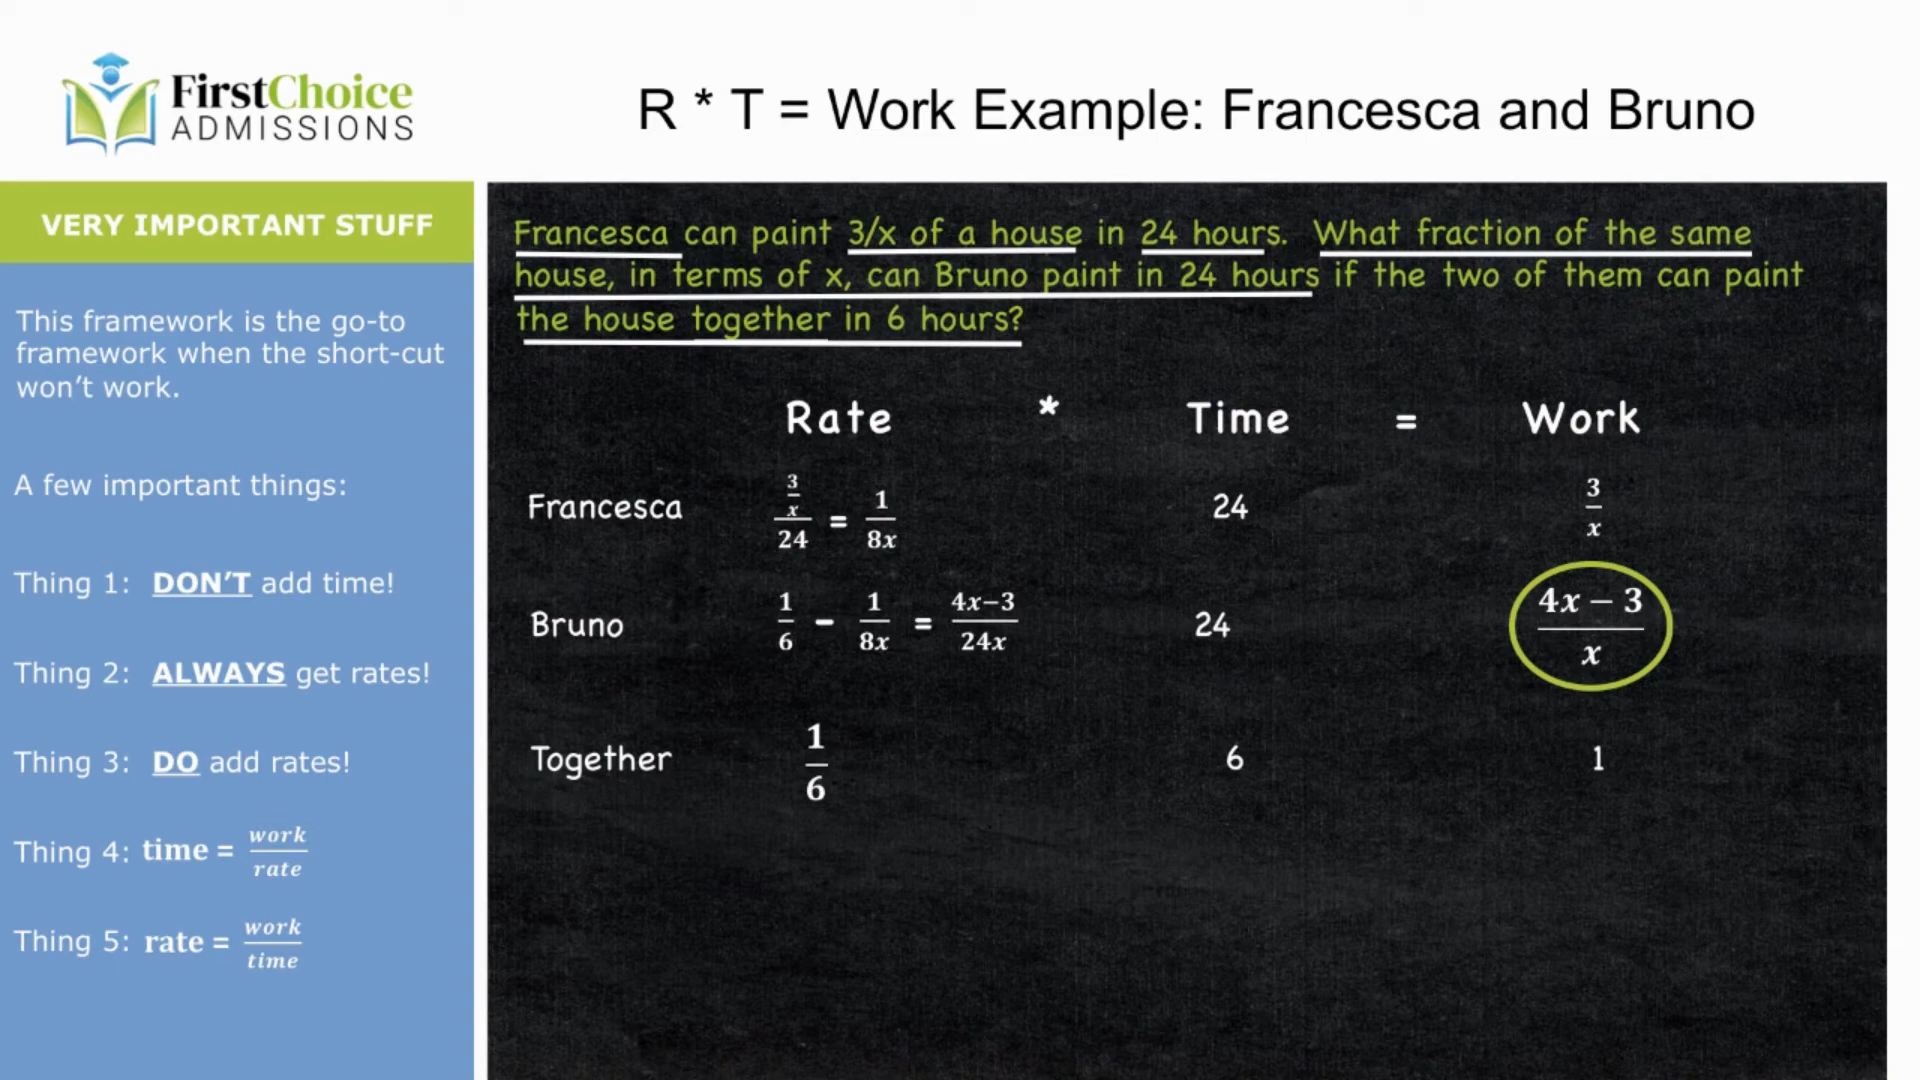 FirstChoice
ADMISSIONS
R * T = Work Example: Francesca and Bruno
VERY IMPORTANT STUFF
This framework is the go-to
framework when the short-cut
won't work.
A few important things:
Thing 1: DON'T add time!
Thing 2: ALWAYS get rates!
Thing 3: DO add rates!
Thing 4: time = work/rate
Thing 5: rate = work/time
Francesca can paint 3/x of a house in 24 hours. What fraction of the same
house, in terms of x, can Bruno paint in 24 hours if the two of them can paint
the house together in 6 hours?
Rate * Time = Work
Francesca (3/x)/24 = 1/8x 24 3/x
Bruno 1/6 - 1/8x = 4x−3/24x 24 4x − 3/x
Together 1/6 6 1